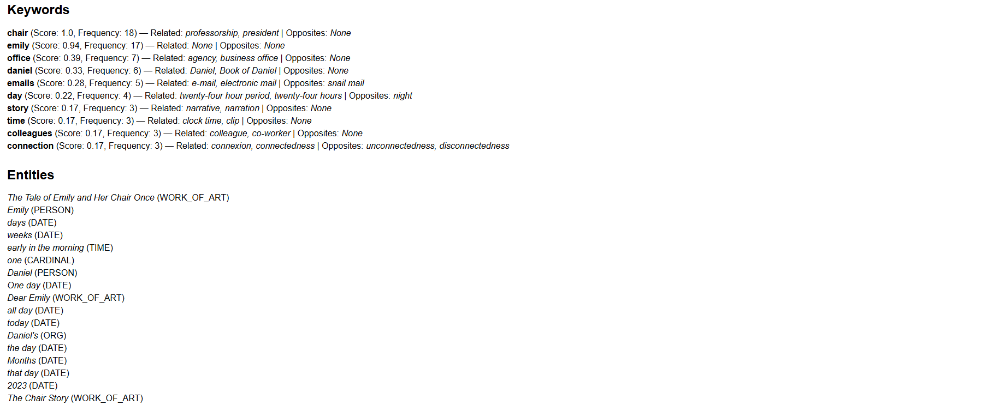 Keywords
chair (Score: 1.0, Frequency: 18) — Related: professorship, president | Opposites: None
emily (Score: 0.94, Frequency: 17) — Related: None | Opposites: None
office (Score: 0.39, Frequency: 7) — Related: agency, business office | Opposites: None
daniel (Score: 0.33, Frequency: 6) — Related: Daniel, Book of Daniel | Opposites: None
emails (Score: 0.28, Frequency: 5) — Related: e-mail, electronic mail | Opposites: snail mail
day (Score: 0.22, Frequency: 4) — Related: twenty-four hour period, twenty-four hours | Opposites: night
story (Score: 0.17, Frequency: 3) — Related: narrative, narration | Opposites: None
time (Score: 0.17, Frequency: 3) — Related: clock time, clip | Opposites: None
colleagues (Score: 0.17, Frequency: 3) — Related: colleague, co-worker | Opposites: None
connection (Score: 0.17, Frequency: 3) — Related: connexion, connectedness | Opposites: unconnectedness, disconnectedness
Entities
The Tale of Emily and Her Chair Once (WORK_OF_ART)
Emily (PERSON)
days (DATE)
weeks (DATE)
early in the morning (TIME)
one (CARDINAL)
Daniel (PERSON)
One day (DATE)
Dear Emily (WORK_OF_ART)
all day (DATE)
today (DATE)
Daniel's (ORG)
the day (DATE)
Months (DATE)
that day (DATE)
2023 (DATE)
The Chair Story (WORK_OF_ART)